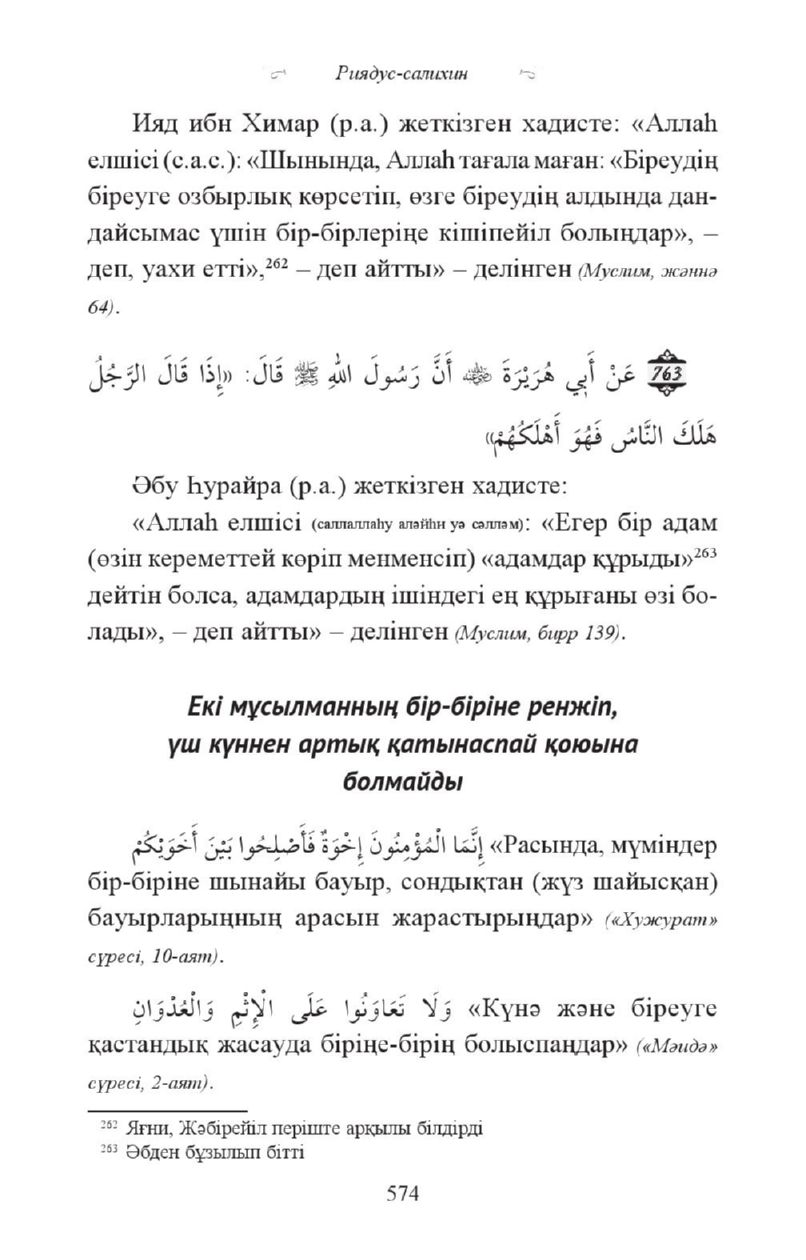 Риядус-салихин
Ияд ибн Химар (р.а.) жеткізген хадисте: «Аллаһ
елшісі (с.а.с.): «Шынында, Аллаһ тағала маған: «Біреудің
біреуге озбырлық көрсетіп, өзге біреудің алдында дан-
дайсымас үшін бір-бірлеріңе кішіпейіл болыңдар», –
деп, уахи етті»,²⁶² – деп айтты» – делінген (Муслим, жәннә
64).
763 عَنْ أَبِي هُرَيْرَةَ ﵁ أَنَّ رَسُولَ اللهِ ﷺ قَالَ: «إِذَا قَالَ الرَّجُلُ
هَلَكَ النَّاسُ فَهُوَ أَهْلَكُهُمْ»
Әбу Һурайра (р.а.) жеткізген хадисте:
«Аллаһ елшісі (саллаллаһу аләйһи уә сәлләм): «Егер бір адам
(өзін кереметтей көріп менменсіп) «адамдар құрыды»²⁶³
дейтін болса, адамдардың ішіндегі ең құрығаны өзі бо-
лады», – деп айтты» – делінген (Муслим, бирр 139).
Екі мұсылманның бір-біріне ренжіп,
үш күннен артық қатынаспай қоюына
болмайды
إِنَّمَا الْمُؤْمِنُونَ إِخْوَةٌ فَأَصْلِحُوا بَيْنَ أَخَوَيْكُمْ «Расында, мүміндер
бір-біріне шынайы бауыр, сондықтан (жүз шайысқан)
бауырларыңның арасын жарастырыңдар» («Хужурат»
сүресі, 10-аят).
وَلَا تَعَاوَنُوا عَلَى الْإِثْمِ وَالْعُدْوَانِ «Күнә және біреуге
қастандық жасауда біріңе-бірің болыспаңдар» («Мәидә»
сүресі, 2-аят).
²⁶² Яғни, Жәбірейіл періште арқылы білдірді
²⁶³ Әбден бұзылып бітті
574